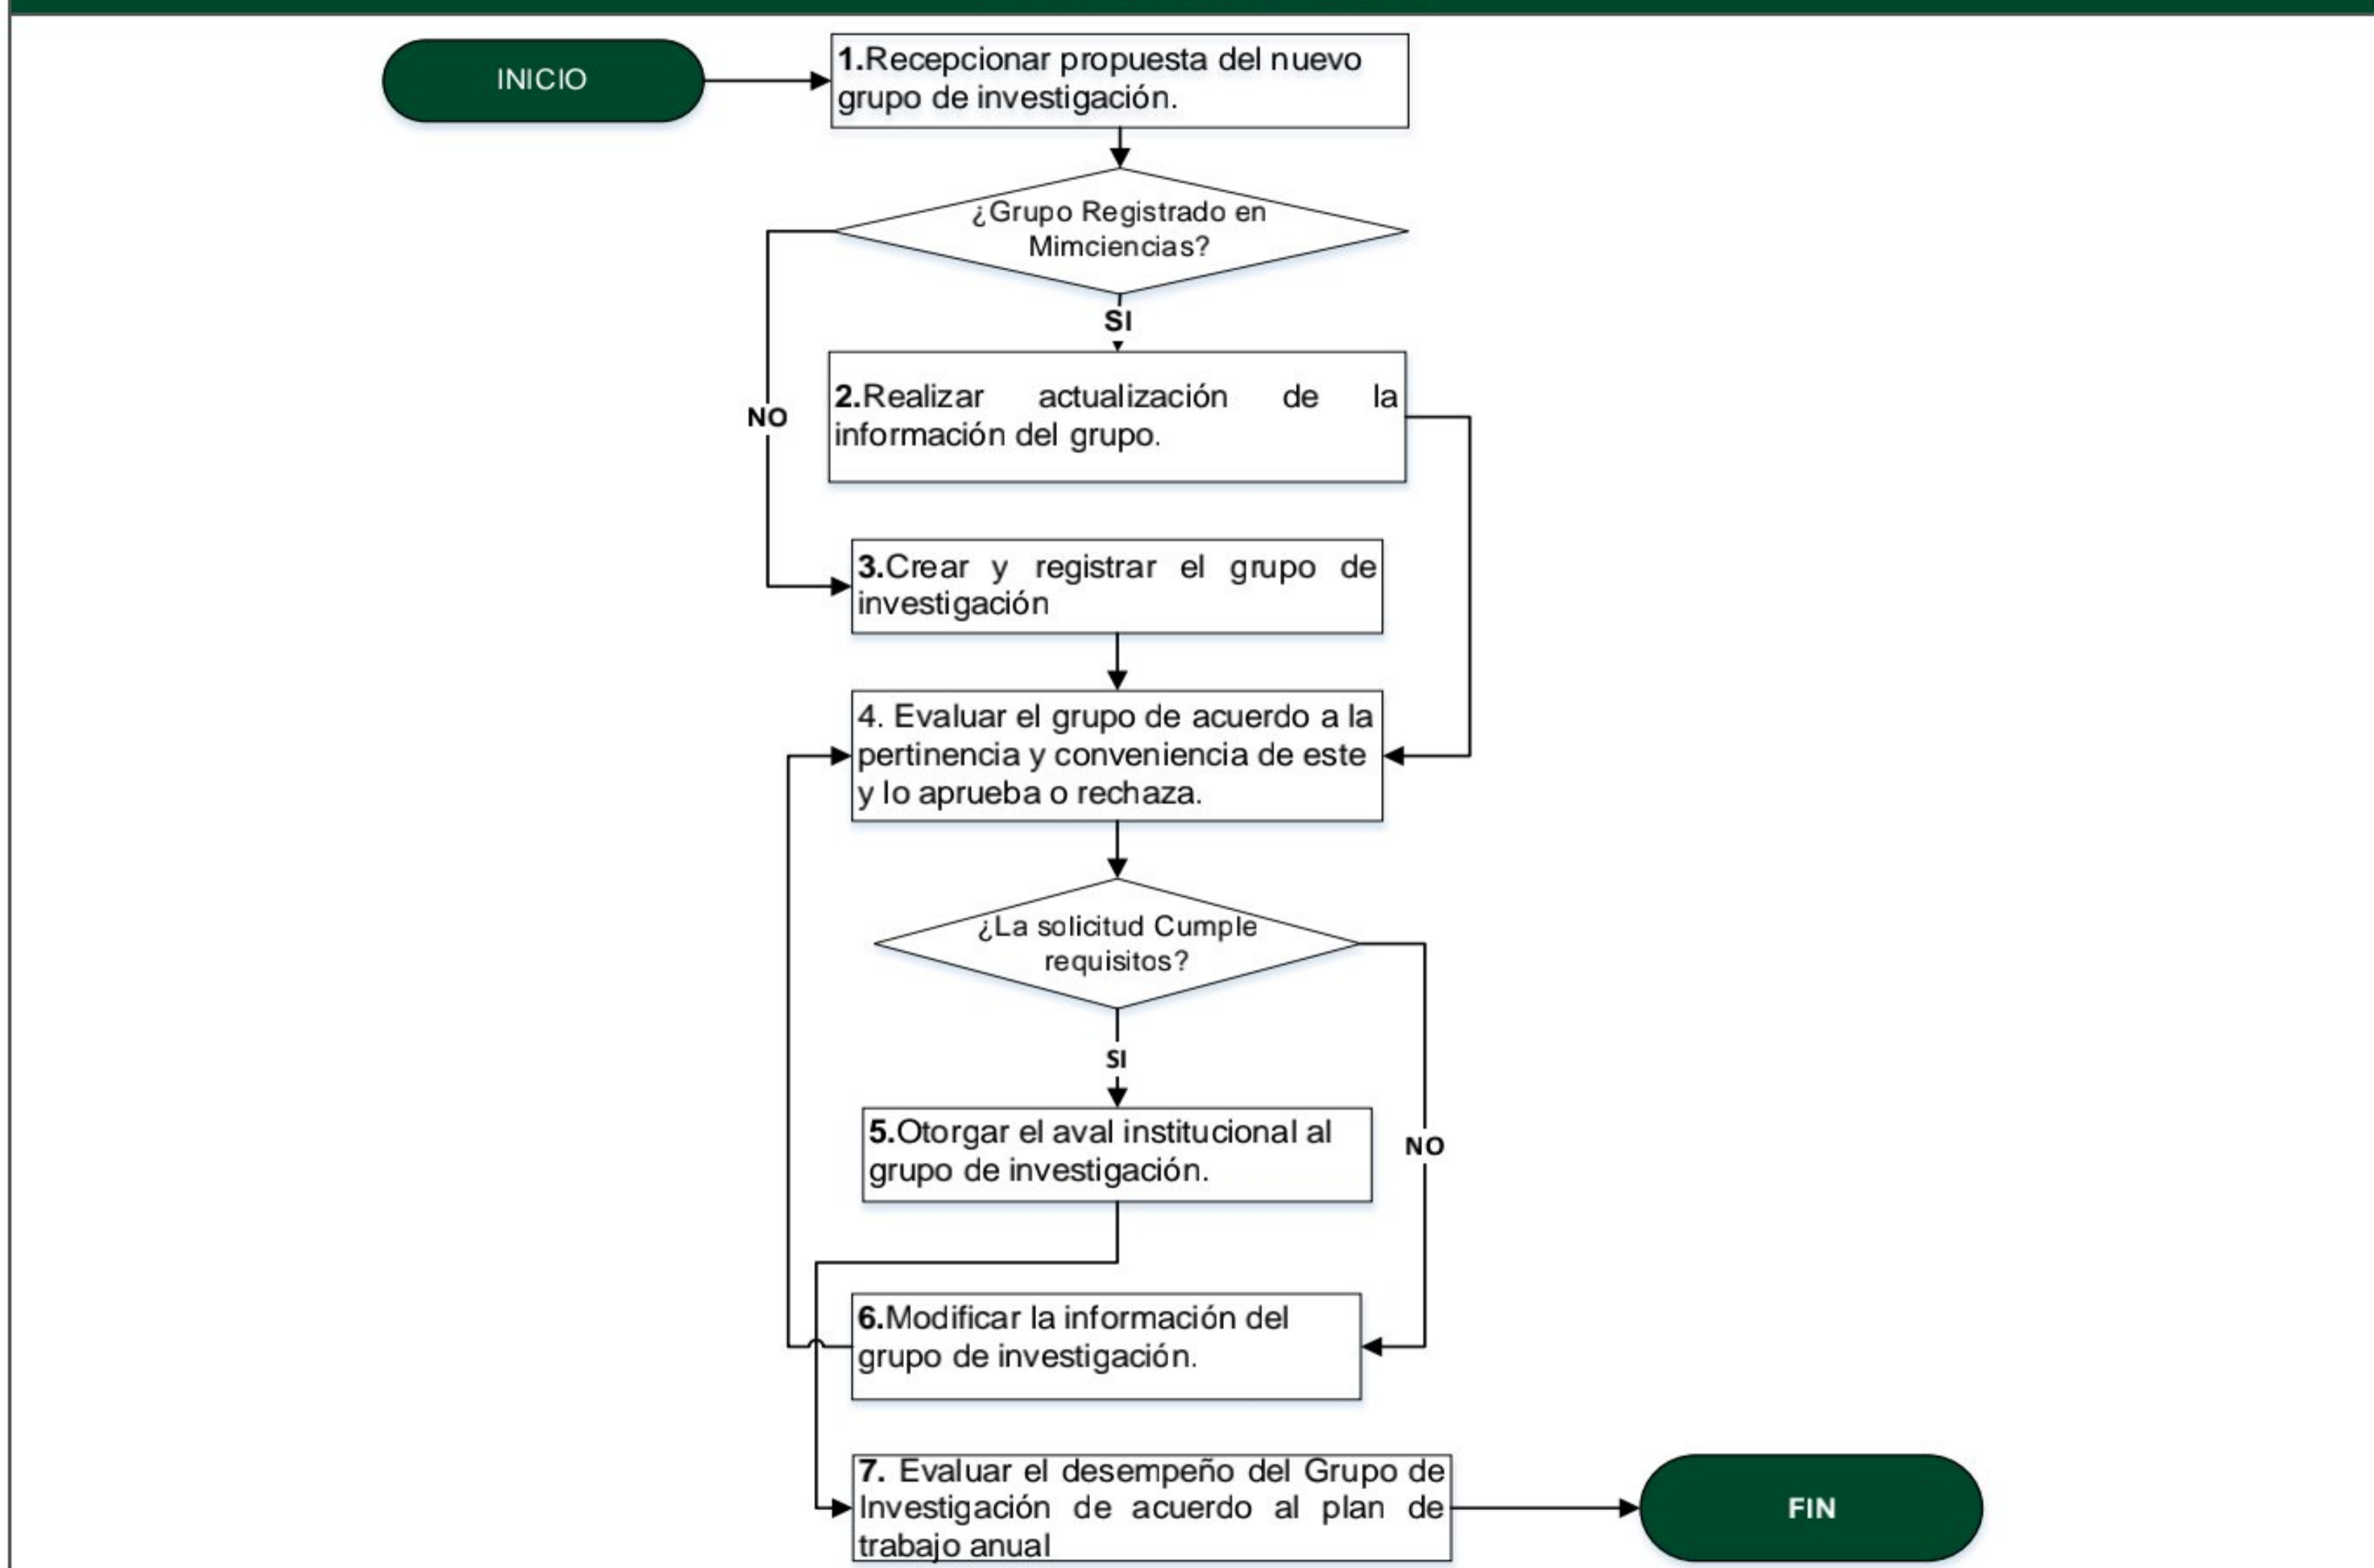 INICIO
1.Recepcionar propuesta del nuevo
grupo de investigación.
¿Grupo Registrado en
Mimciencias?
SI
2.Realizar actualización de la
información del grupo.
NO
3.Crear y registrar el grupo de
investigación
4. Evaluar el grupo de acuerdo a la
pertinencia y conveniencia de este
y lo aprueba o rechaza.
¿La solicitud Cumple
requisitos?
SI
5.Otorgar el aval institucional al
grupo de investigación.
NO
6.Modificar la información del
grupo de investigación.
7. Evaluar el desempeño del Grupo de
Investigación de acuerdo al plan de
trabajo anual
FIN